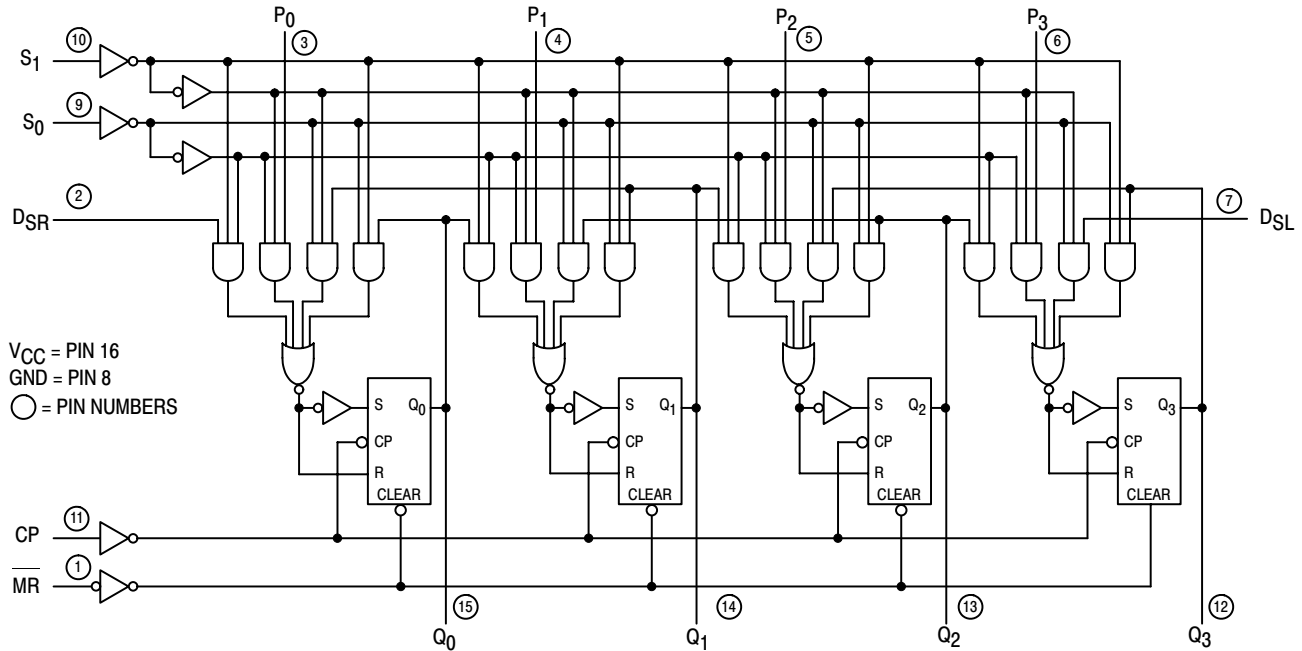 P0 P1 P2 P3
3 4 5 6
S1 10
S0 9
DSR 2
7 DSL
VCC = PIN 16
GND = PIN 8
= PIN NUMBERS
S Q0 S Q1 S Q2 S Q3
CP CP CP CP
R R R R
CLEAR CLEAR CLEAR CLEAR
CP 11
MR 1
15 14 13 12
Q0 Q1 Q2 Q3